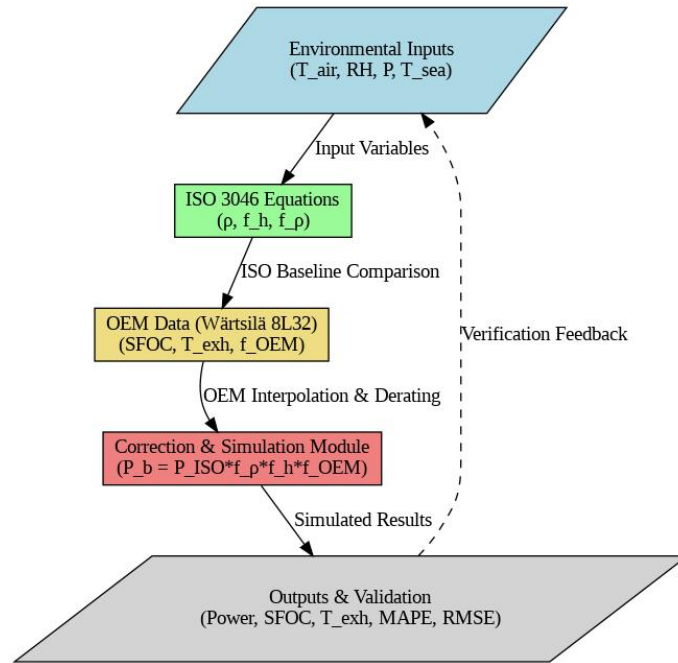 Environmental Inputs
(T_air, RH, P, T_sea)
Input Variables
ISO 3046 Equations
(ρ, f_h, f_ρ)
ISO Baseline Comparison
OEM Data (Wärtsilä 8L32)
(SFOC, T_exh, f_OEM)
Verification Feedback
OEM Interpolation & Derating
Correction & Simulation Module
(P_b = P_ISO*f_ρ*f_h*f_OEM)
Simulated Results
Outputs & Validation
(Power, SFOC, T_exh, MAPE, RMSE)